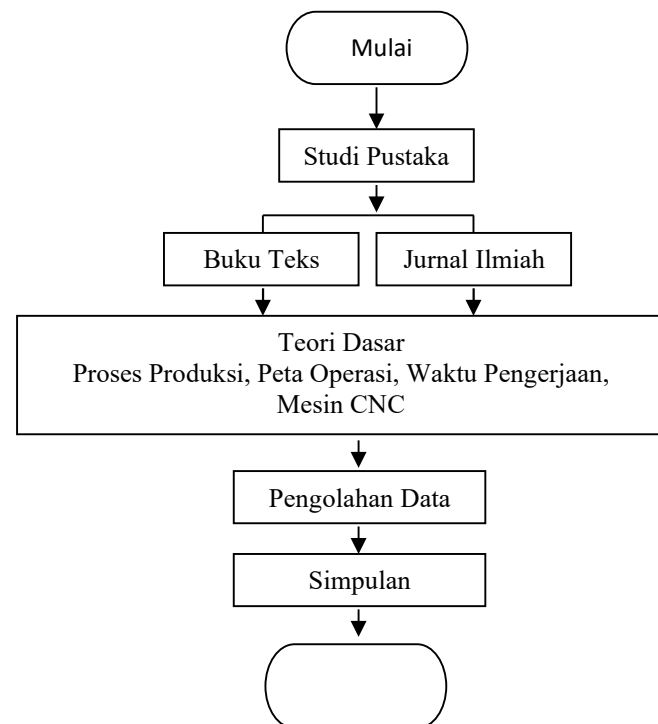 Mulai
Studi Pustaka
Buku Teks
Jurnal Ilmiah
Teori Dasar
Proses Produksi, Peta Operasi, Waktu Pengerjaan,
Mesin CNC
Pengolahan Data
Simpulan